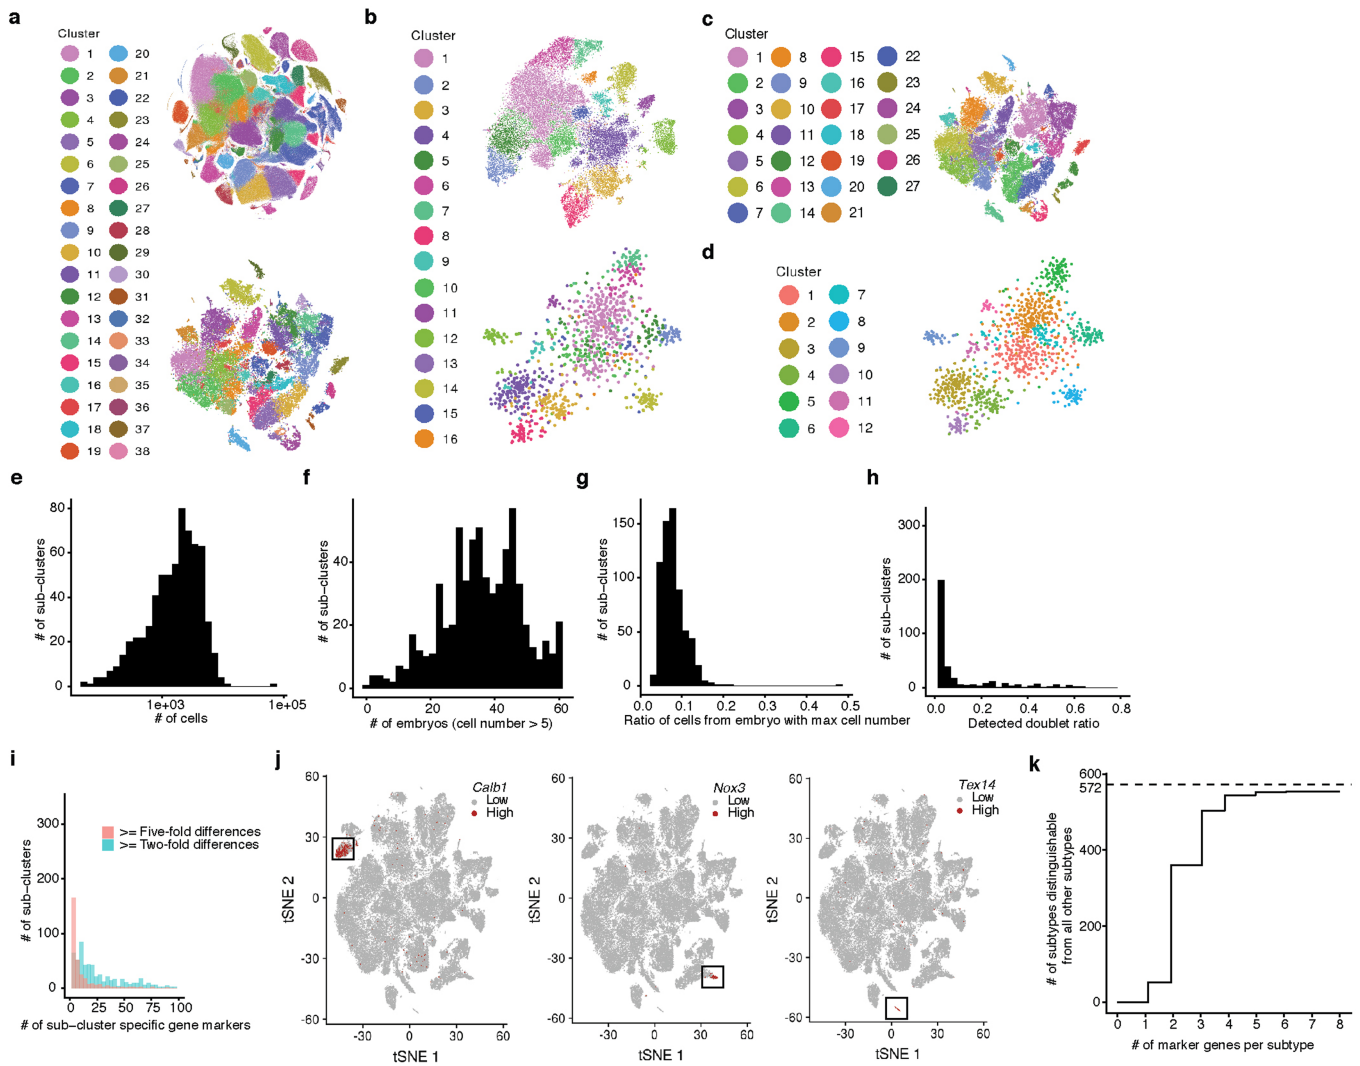 a
Cluster
1 20
2 21
3 22
4 23
5 24
6 25
7 26
8 27
9 28
10 29
11 30
12 31
13 32
14 33
15 34
16 35
17 36
18 37
19 38
b
Cluster
1
2
3
4
5
6
7
8
9
10
11
12
13
14
15
16
c
Cluster
1 8 15 22
2 9 16 23
3 10 17 24
4 11 18 25
5 12 19 26
6 13 20 27
7 14 21
d
Cluster
1 7
2 8
3 9
4 10
5 11
6 12
e
# of sub-clusters
80
60
40
20
0
1e+03 1e+05
# of cells
f
# of sub-clusters
40
20
0
0 20 40 60
# of embryos (cell number > 5)
g
# of sub-clusters
150
100
50
0
0.0 0.1 0.2 0.3 0.4 0.5
Ratio of cells from embryo with max cell number
h
# of sub-clusters
300
200
100
0
0.0 0.2 0.4 0.6 0.8
Detected doublet ratio
i
# of sub-clusters
300
200
100
0
>= Five-fold differences
>= Two-fold differences
0 25 50 75 100
# of sub-cluster specific gene markers
j
tSNE 2
60
30
0
-30
-60
Calb1
Low
High
-30 0 30 60
tSNE 1
tSNE 2
60
30
0
-30
-60
Nox3
Low
High
-30 0 30 60
tSNE 1
tSNE 2
60
30
0
-30
-60
Tex14
Low
High
-30 0 30 60
tSNE 1
k
# of subtypes distinguishable
from all other subtypes
600
572
400
200
0
0 1 2 3 4 5 6 7 8
# of marker genes per subtype